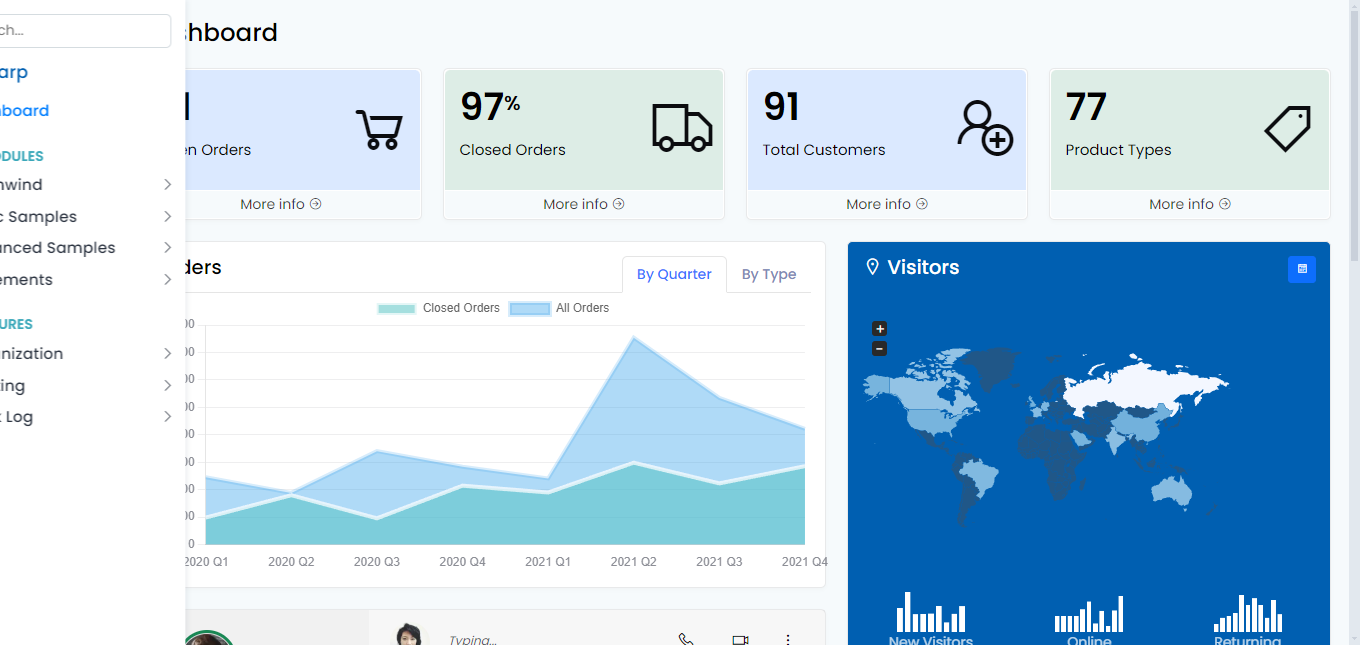 ch...
shboard
arp
board
97%
Closed Orders
More info
91
Total Customers
More info
77
Product Types
More info
en Orders
More info
DULES
nwind
c Samples
anced Samples
ements
URES
nization
ing
Log
ders
By Quarter
By Type
Closed Orders
All Orders
00
00
00
00
00
00
00
00
0
2020 Q1
2020 Q2
2020 Q3
2020 Q4
2021 Q1
2021 Q2
2021 Q3
2021 Q4
Visitors
+
−
New Visitors
Online
Returning
Typing...